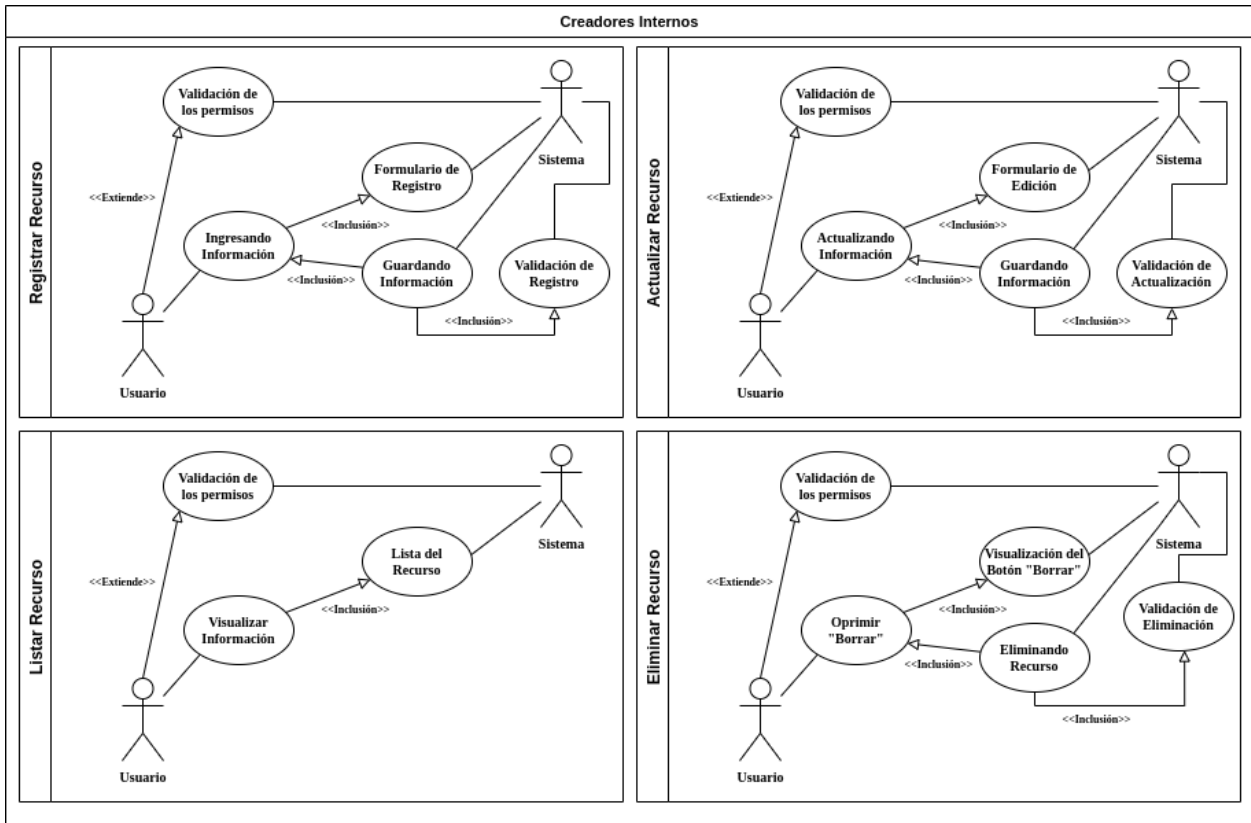 Creadores Internos
Registrar Recurso
Validación de
los permisos
Sistema
Formulario de
Registro
<<Extiende>>
<<Inclusión>>
Ingresando
Información
Guardando
Información
Validación de
Registro
<<Inclusión>>
<<Inclusión>>
Usuario
Actualizar Recurso
Validación de
los permisos
Sistema
Formulario de
Edición
<<Extiende>>
<<Inclusión>>
Actualizando
Información
Guardando
Información
Validación de
Actualización
<<Inclusión>>
<<Inclusión>>
Usuario
Listar Recurso
Validación de
los permisos
Sistema
Lista del
Recurso
<<Extiende>>
<<Inclusión>>
Visualizar
Información
Usuario
Eliminar Recurso
Validación de
los permisos
Sistema
Visualización del
Botón "Borrar"
<<Extiende>>
<<Inclusión>>
Validación de
Eliminación
Oprimir
"Borrar"
Eliminando
Recurso
<<Inclusión>>
<<Inclusión>>
Usuario